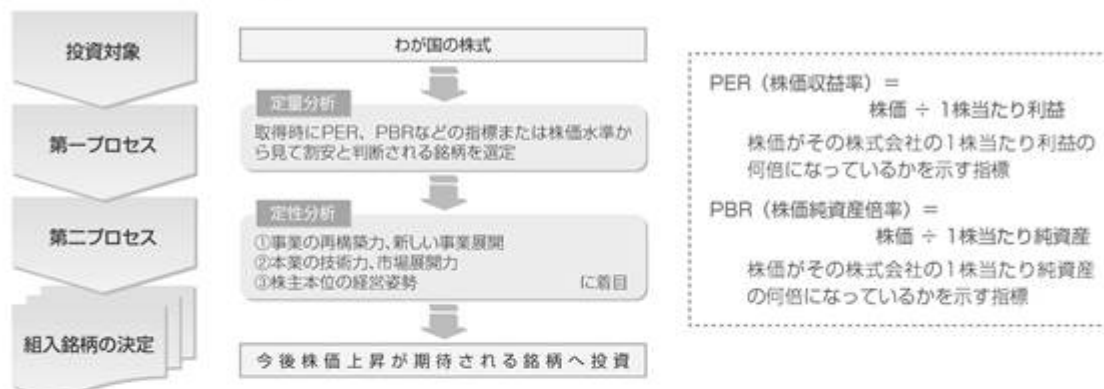 投資対象
わが国の株式
第一プロセス
定量分析
取得時にPER、PBRなどの指標または株価水準か
ら見て割安と判断される銘柄を選定
第二プロセス
定性分析
①事業の再構築力、新しい事業展開
②本業の技術力、市場展開力
③株主本位の経営姿勢 に着目
組入銘柄の決定
今後株価上昇が期待される銘柄へ投資
PER（株価収益率）＝
株価 ÷ 1株当たり利益
株価がその株式会社の1株当たり利益の
何倍になっているかを示す指標
PBR（株価純資産倍率）＝
株価 ÷ 1株当たり純資産
株価がその株式会社の1株当たり純資産
の何倍になっているかを示す指標